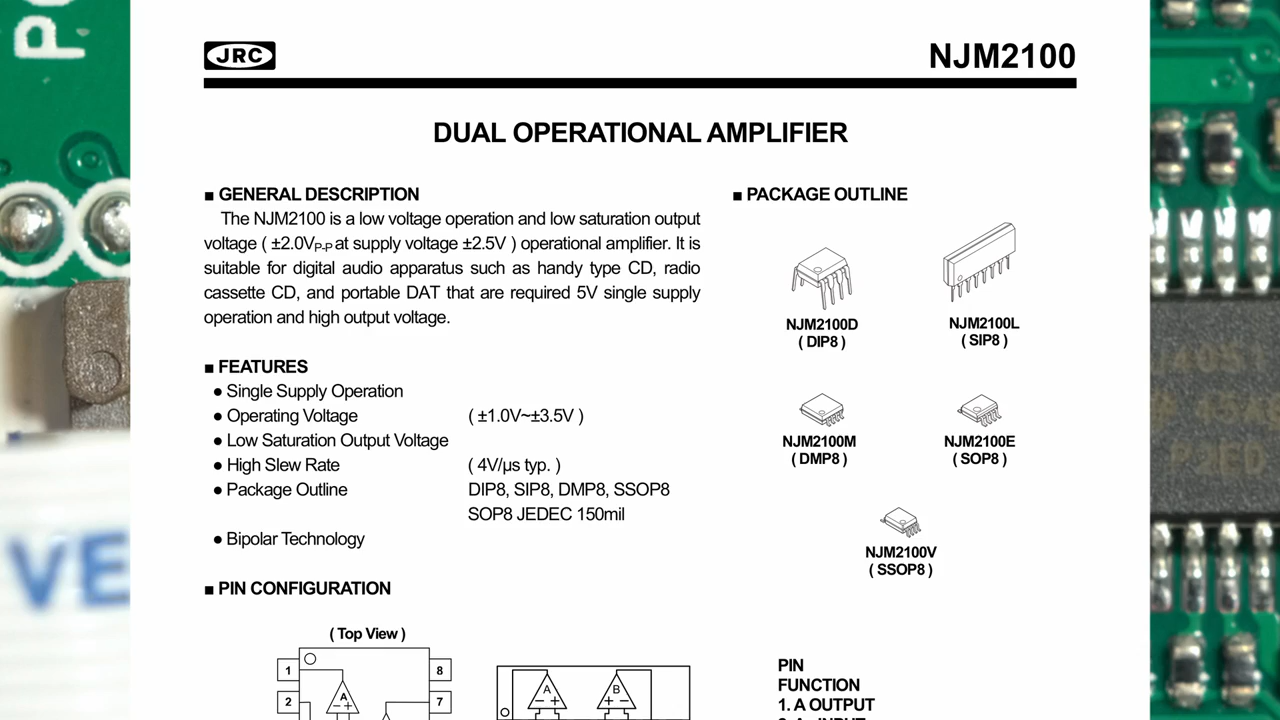 JRC
NJM2100
DUAL OPERATIONAL AMPLIFIER
■ GENERAL DESCRIPTION
The NJM2100 is a low voltage operation and low saturation output
voltage ( ±2.0VP-P at supply voltage ±2.5V ) operational amplifier. It is
suitable for digital audio apparatus such as handy type CD, radio
cassette CD, and portable DAT that are required 5V single supply
operation and high output voltage.
■ FEATURES
● Single Supply Operation
● Operating Voltage ( ±1.0V~±3.5V )
● Low Saturation Output Voltage
● High Slew Rate ( 4V/μs typ. )
● Package Outline DIP8, SIP8, DMP8, SSOP8
SOP8 JEDEC 150mil
● Bipolar Technology
■ PIN CONFIGURATION
( Top View )
1
8
2
7
A
− +
A
− +
B
+ −
■ PACKAGE OUTLINE
NJM2100D
( DIP8 )
NJM2100L
( SIP8 )
NJM2100M
( DMP8 )
NJM2100E
( SOP8 )
NJM2100V
( SSOP8 )
PIN
FUNCTION
1. A OUTPUT
VE